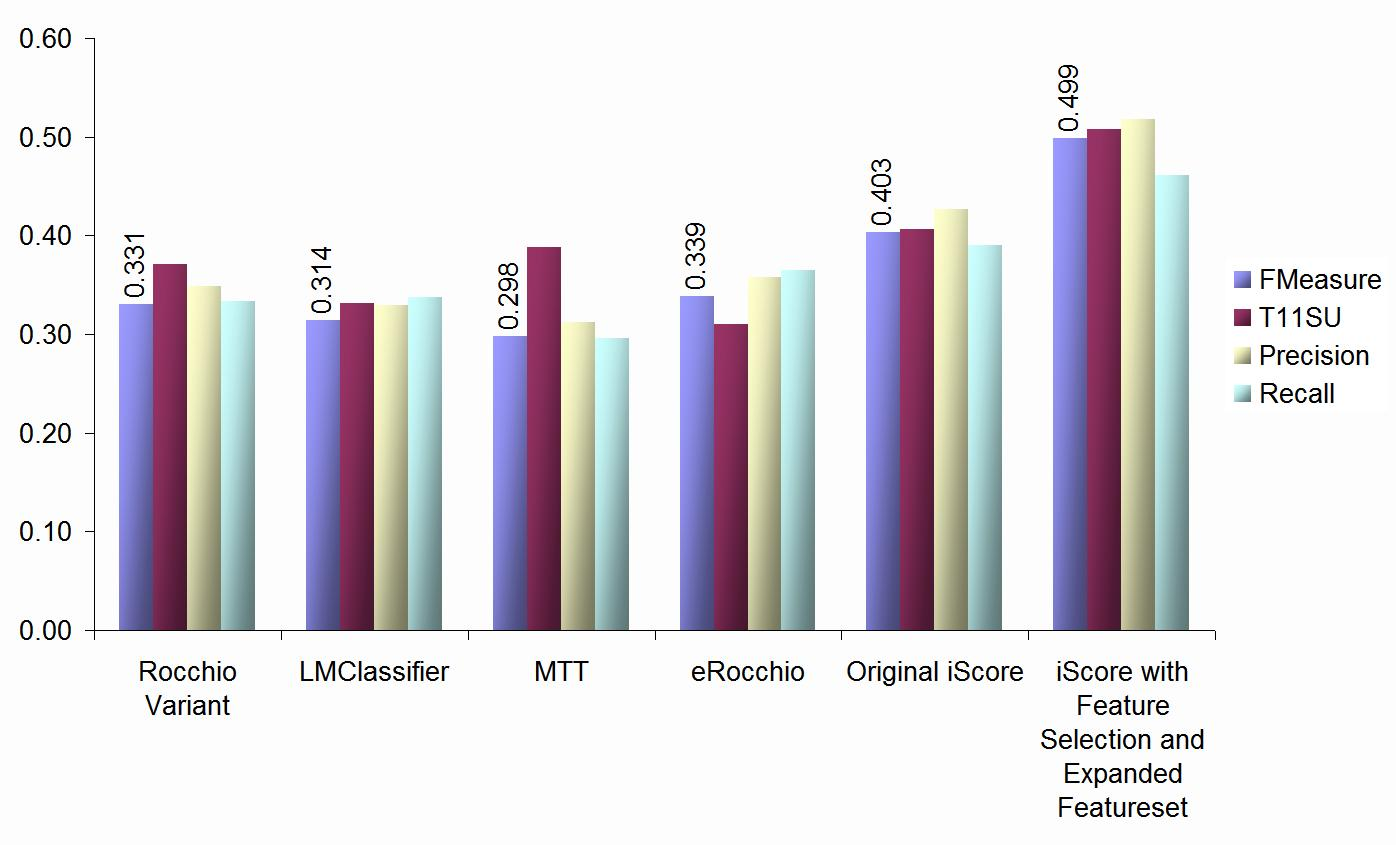 0.60
0.50
0.40
0.30
0.20
0.10
0.00
0.331
0.314
0.298
0.339
0.403
0.499
Rocchio
Variant
LMClassifier
MTT
eRocchio
Original iScore
iScore with
Feature
Selection and
Expanded
Featureset
FMeasure
T11SU
Precision
Recall